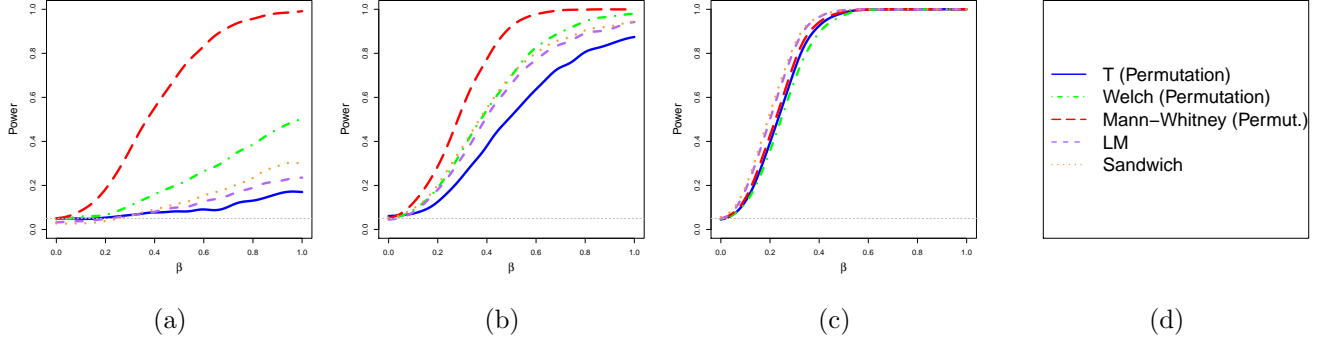 Power
1.0
0.8
0.6
0.4
0.2
0.0
0.0 0.2 0.4 0.6 0.8 1.0
β
(a)
Power
1.0
0.8
0.6
0.4
0.2
0.0
0.0 0.2 0.4 0.6 0.8 1.0
β
(b)
Power
1.0
0.8
0.6
0.4
0.2
0.0
0.0 0.2 0.4 0.6 0.8 1.0
β
(c)
T (Permutation)
Welch (Permutation)
Mann−Whitney (Permut.)
LM
Sandwich
(d)